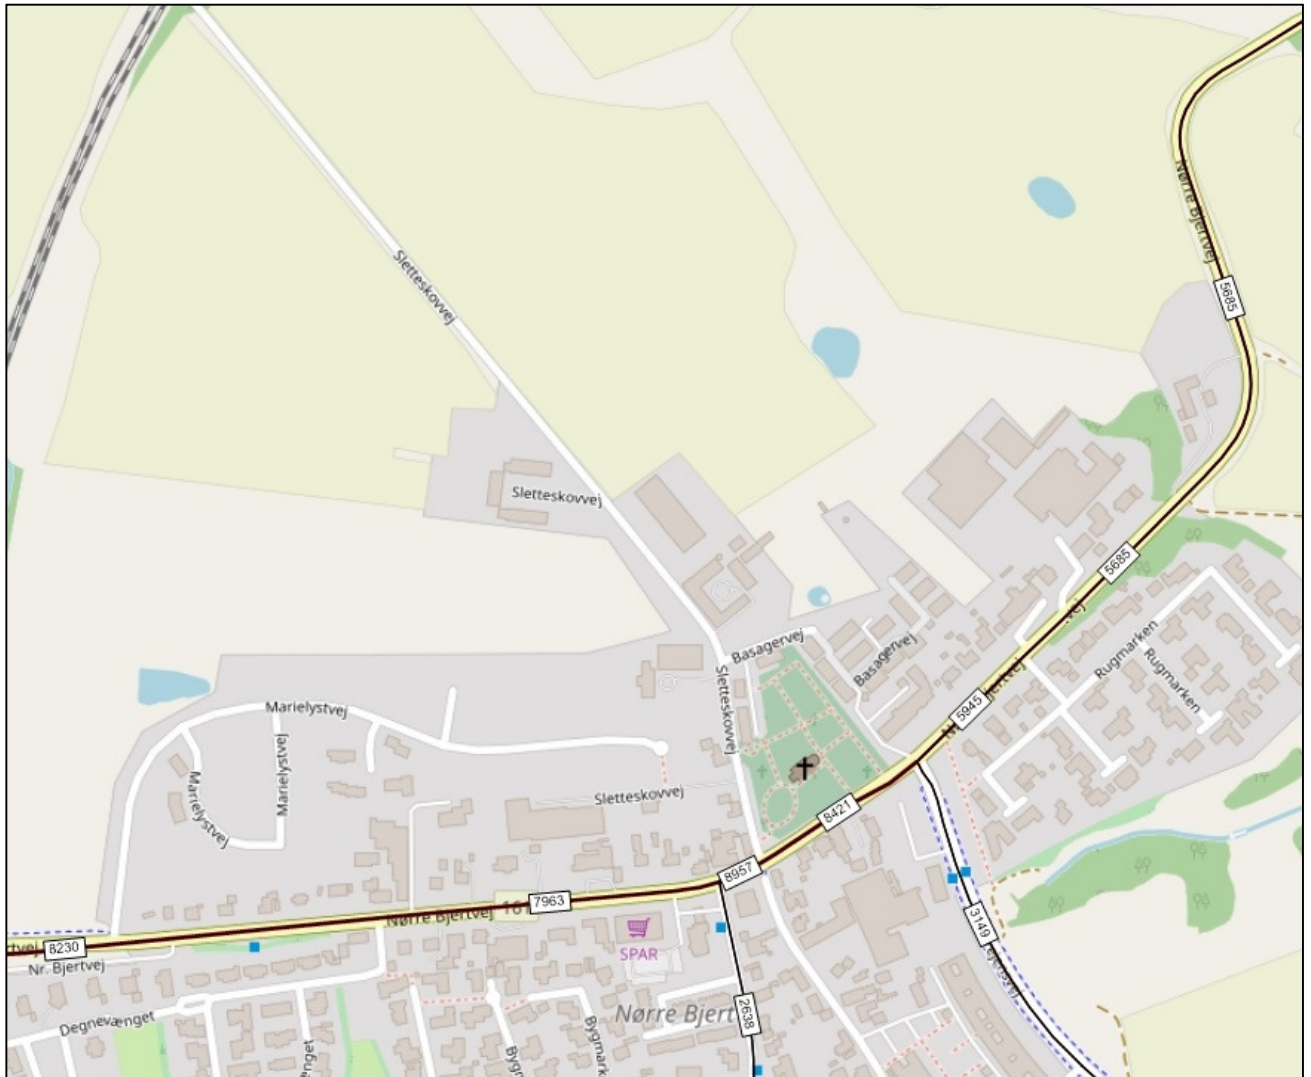 Nørre Bjertvej
5685
Sletteskovvej
Sletteskovvej
5685
Basagervej
Basagervej
Rugmarken
Rugmarken
Sletteskovvej
5945
Marielystvej
Marielystvej
Marielystvej
Sletteskovvej
8421
8957
7963
Nørre Bjertvej
8230
Nr. Bjertvej
SPAR
3149
Nørre Bjert
2638
Degnevænget